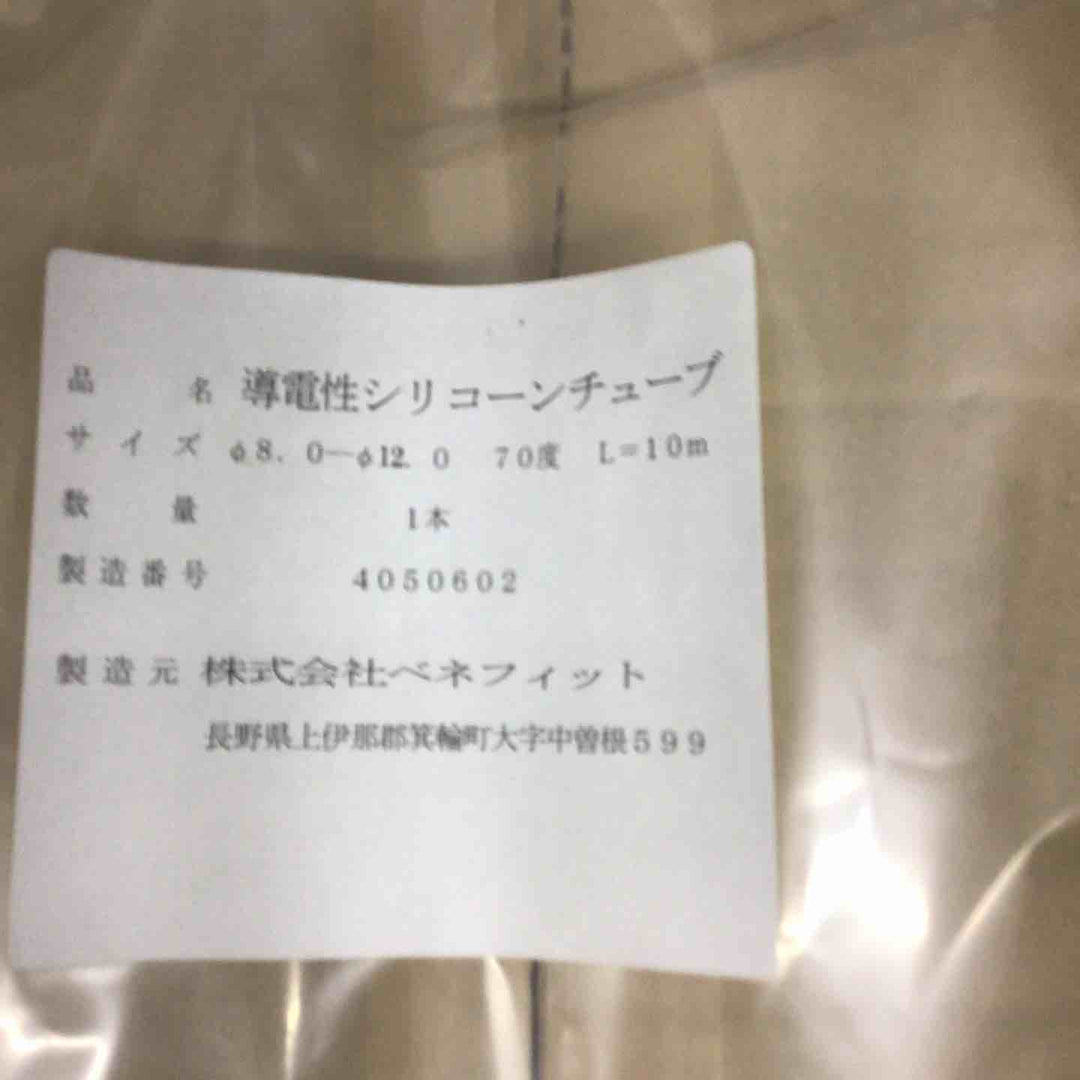 品名 導電性シリコーンチューブ
サイズ φ8.0―φ12.0 70度 L=10m
数量 1本
製造番号 4050602
製造元 株式会社ベネフィット
長野県上伊那郡箕輪町大字中曽根599